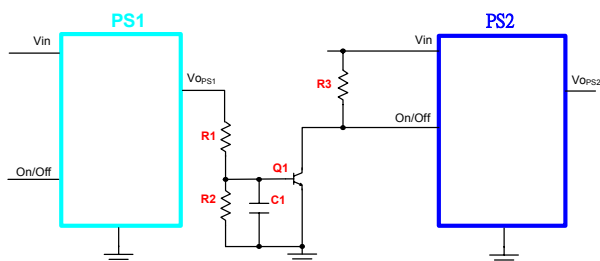 PS1
PS2
Vin
Vin
VoPS1
VoPS2
R3
R1
On/Off
On/Off
Q1
R2
C1